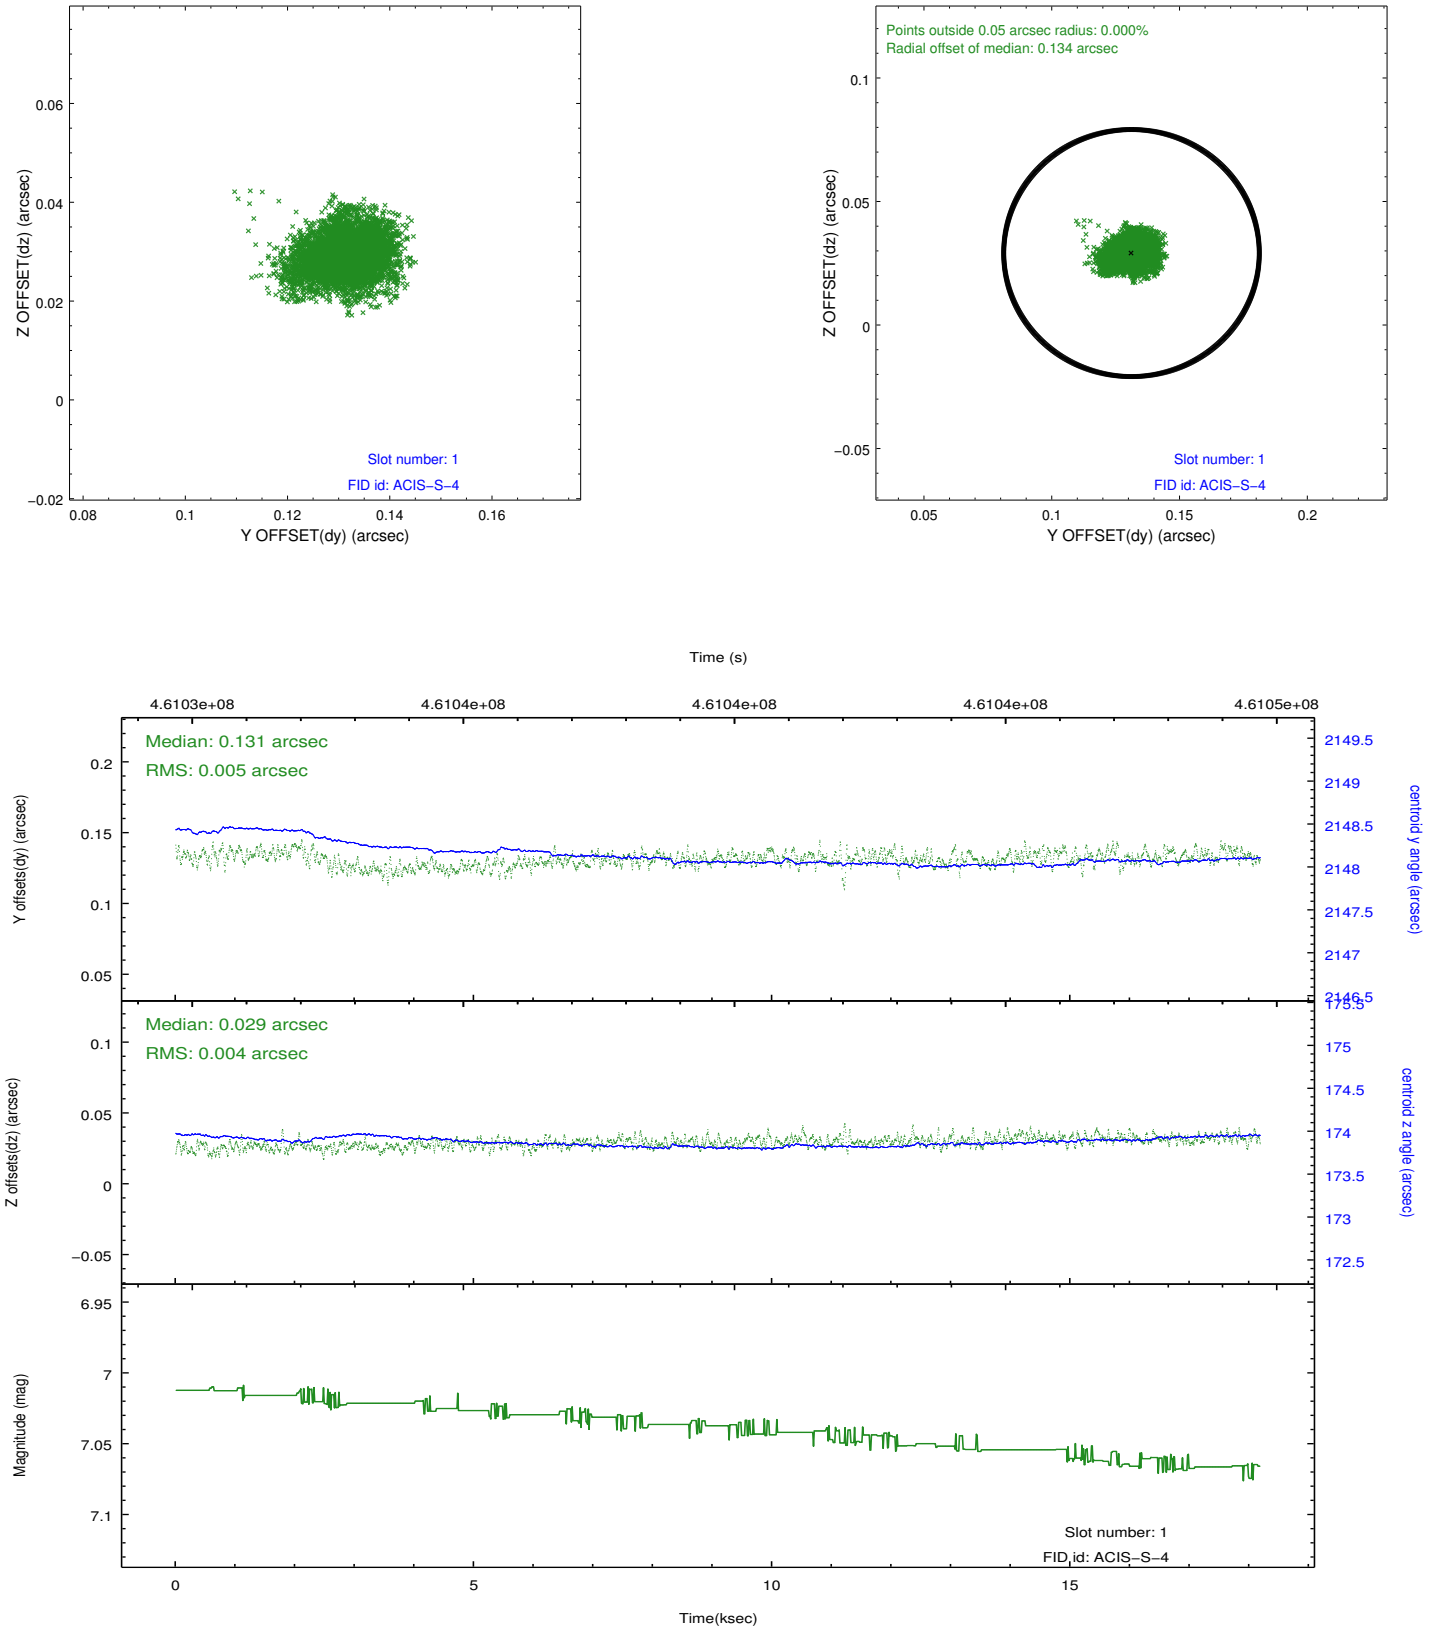 0.06
0.04
0.02
0
−0.02
0.08
0.1
0.12
0.14
0.16
Z OFFSET(dz) (arcsec)
Y OFFSET(dy) (arcsec)
Slot number: 1
FID id: ACIS−S−4
Points outside 0.05 arcsec radius: 0.000%
Radial offset of median: 0.134 arcsec
0.1
0.05
0
−0.05
0.05
0.1
0.15
0.2
Z OFFSET(dz) (arcsec)
Y OFFSET(dy) (arcsec)
Slot number: 1
FID id: ACIS−S−4
Time (s)
4.6103e+08
4.6104e+08
4.6104e+08
4.6104e+08
4.6105e+08
Median: 0.131 arcsec
RMS: 0.005 arcsec
0.2
0.15
0.1
0.05
Y offsets(dy) (arcsec)
2149.5
2149
2148.5
2148
2147.5
2147
2146.5
centroid y angle (arcsec)
Median: 0.029 arcsec
RMS: 0.004 arcsec
0.1
0.05
0
−0.05
Z offsets(dz) (arcsec)
175.5
175
174.5
174
173.5
173
172.5
centroid z angle (arcsec)
6.95
7
7.05
7.1
Magnitude (mag)
Slot number: 1
FID id: ACIS−S−4
0
5
10
15
Time(ksec)